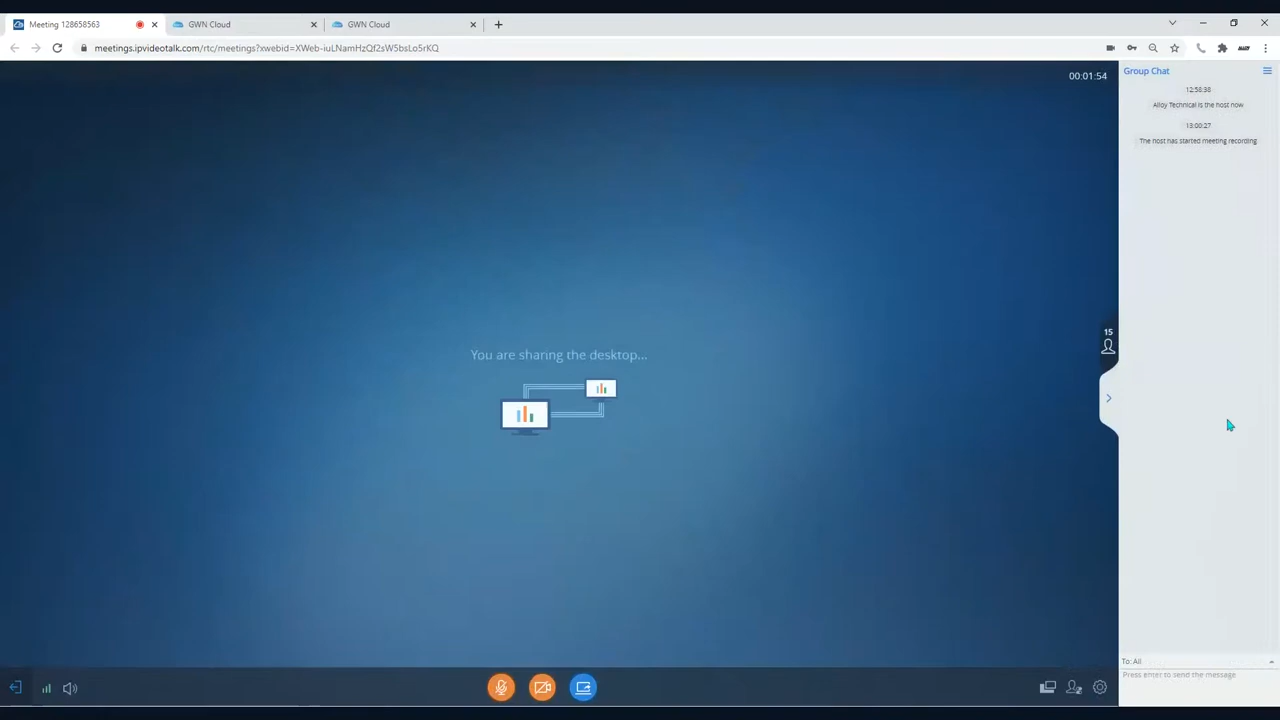 Meeting 128658563
GWN Cloud
GWN Cloud
meetings.ipvideotalk.com/rtc/meetings?xwebid=XWeb-iuLNamHzQf2sW5bsLo5rKQ
00:01:54
Group Chat
12:58:38
Alloy Technical is the host now
13:00:27
The host has started meeting recording
15
You are sharing the desktop...
To: All
Press enter to send the message